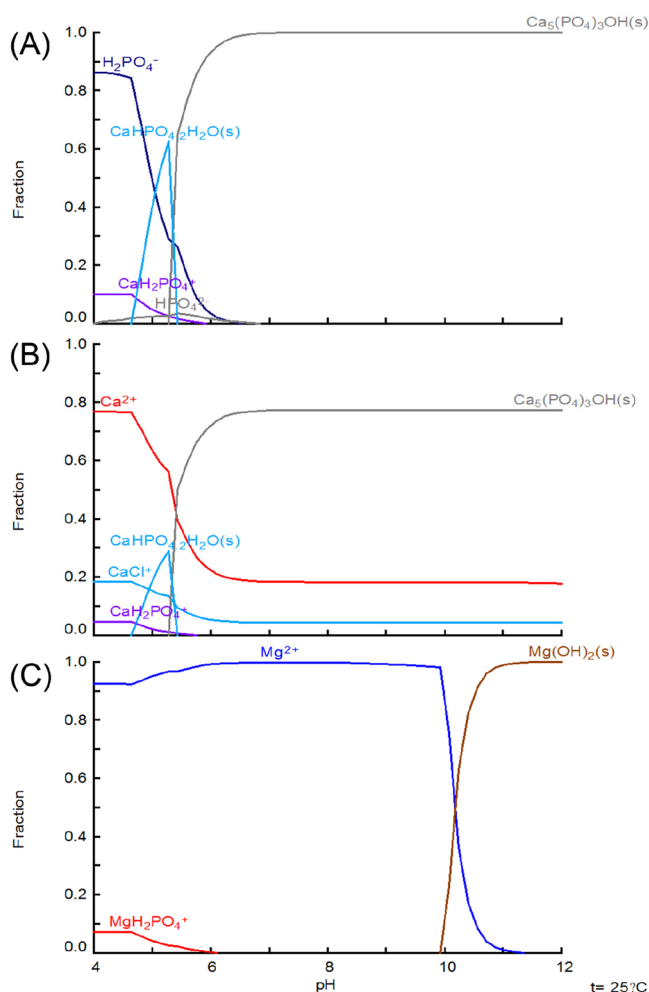 (A)
Ca₅(PO₄)₃OH(s)
1.0
H₂PO₄⁻
0.8
CaHPO₄.2H₂O(s)
0.6
Fraction
0.4
0.2
CaH₂PO₄⁺
HPO₄²⁻
0.0
(B)
1.0
Ca²⁺
Ca₅(PO₄)₃OH(s)
0.8
0.6
Fraction
0.4
CaHPO₄.2H₂O(s)
0.2
CaCl⁺
CaH₂PO₄⁺
0.0
(C)
1.0
Mg²⁺
Mg(OH)₂(s)
0.8
0.6
Fraction
0.4
0.2
MgH₂PO₄⁺
0.0
4 6 8 10 12
pH
t= 25?C